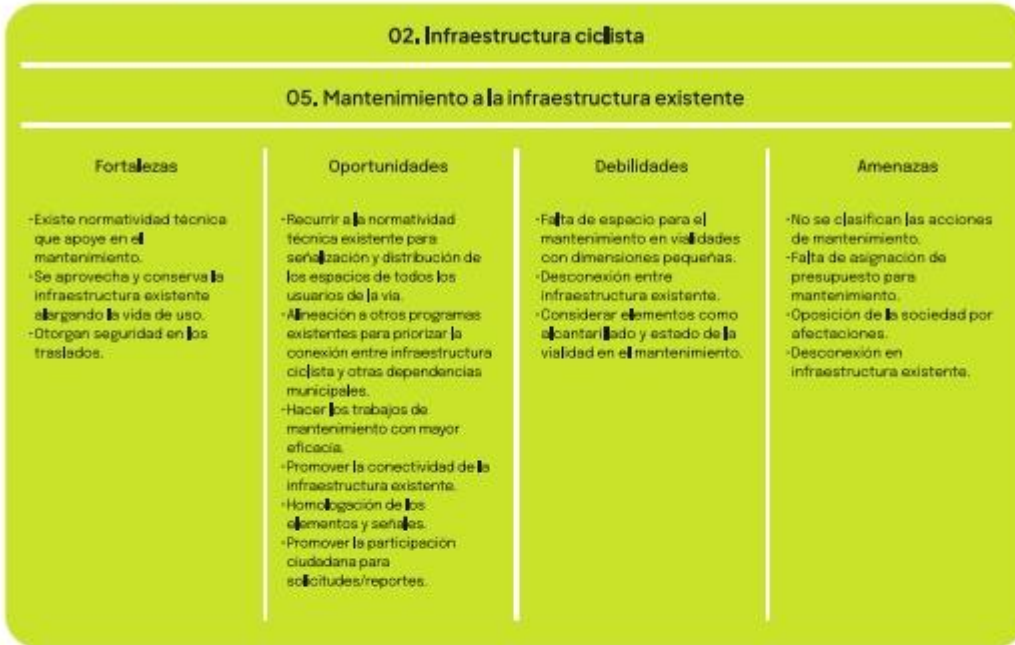 02. Infraestructura ciclista
05. Mantenimiento a la infraestructura existente
Fortalezas
-Existe normatividad técnica
que apoye en el
mantenimiento.
-Se aprovecha y conserva la
infraestructura existente
alargando la vida de uso.
-Otorgan seguridad en los
traslados.
Oportunidades
-Recurrir a la normatividad
técnica existente para
señalización y distribución de
los espacios de todos los
usuarios de la vía.
-Alineación a otros programas
existentes para priorizar la
conexión entre infraestructura
ciclista y otras dependencias
municipales.
-Hacer los trabajos de
mantenimiento con mayor
eficacia.
-Promover la conectividad de la
infraestructura existente.
-Homologación de los
elementos y señales.
-Promover la participación
ciudadana para
solicitudes/reportes.
Debilidades
-Falta de espacio para el
mantenimiento en vialidades
con dimensiones pequeñas.
-Desconexión entre
infraestructura existente.
-Considerar elementos como
alcantarillado y estado de la
vialidad en el mantenimiento.
Amenazas
-No se clasifican las acciones
de mantenimiento.
-Falta de asignación de
presupuesto para
mantenimiento.
-Oposición de la sociedad por
afectaciones.
-Desconexión en
infraestructura existente.